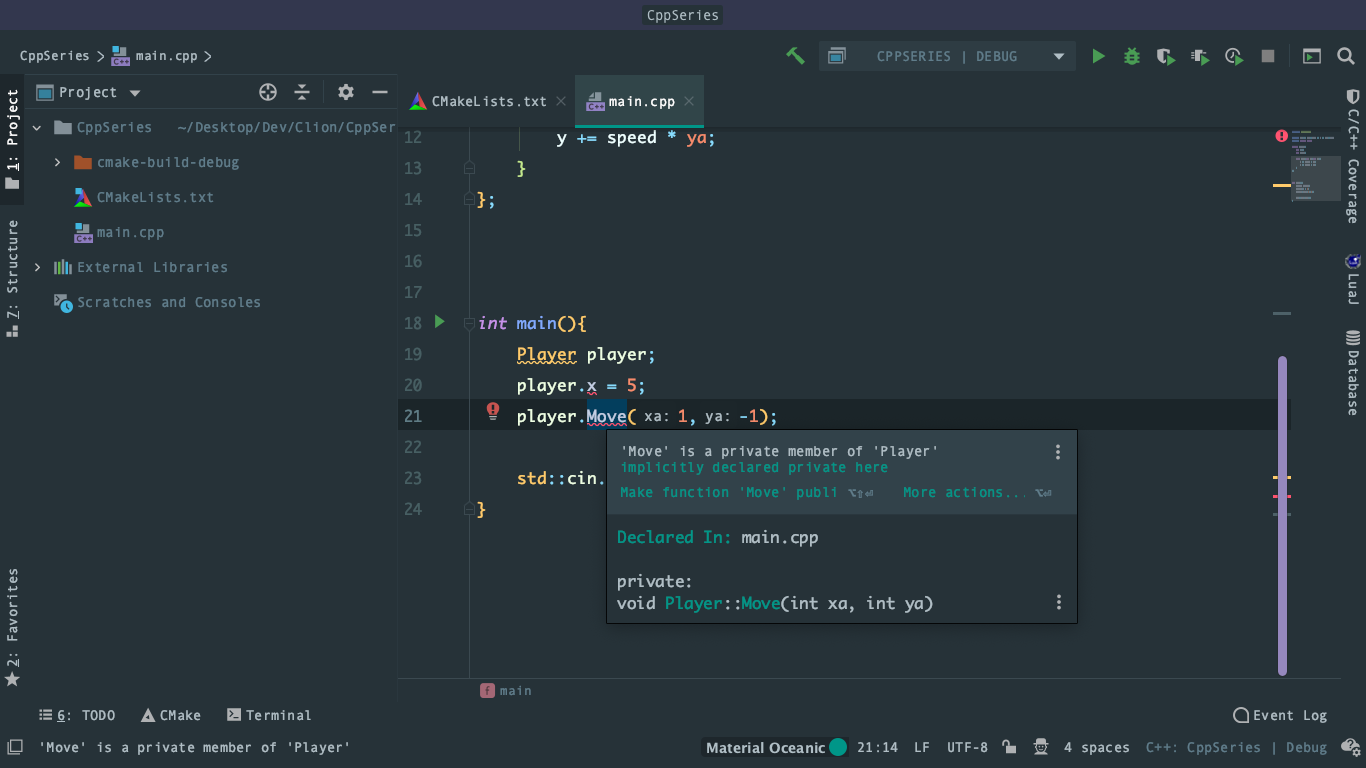 CppSeries
CppSeries > main.cpp >
CPPSERIES | DEBUG
1: Project
Z: Structure
2: Favorites
Project
CppSeries ~/Desktop/Dev/Clion/CppSer
cmake-build-debug
CMakeLists.txt
main.cpp
External Libraries
Scratches and Consoles
CMakeLists.txt
main.cpp
12 y += speed * ya;
13 }
14 };
15
16
17
18 int main(){
19 Player player;
20 player.x = 5;
21 player.Move( xa: 1, ya: -1);
22
23 std::cin.
24 }
'Move' is a private member of 'Player'
implicitly declared private here
Make function 'Move' publi ⌥⇧⏎ More actions... ⌥⏎
Declared In: main.cpp
private:
void Player::Move(int xa, int ya)
f main
C/C++ Coverage
LuaJ
Database
6: TODO CMake Terminal Event Log
'Move' is a private member of 'Player' Material Oceanic 21:14 LF UTF-8 4 spaces C++: CppSeries | Debug